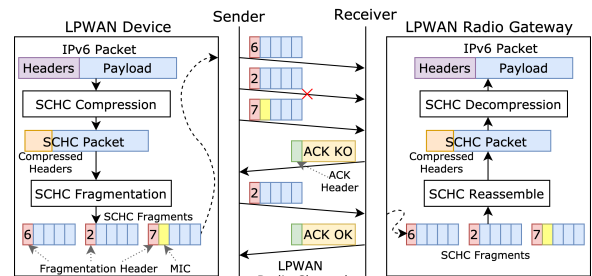 LPWAN Device
IPv6 Packet
Headers
Payload
SCHC Compression
SCHC Packet
Compressed
Headers
SCHC Fragmentation
SCHC Fragments
6
2
7
Fragmentation Header
MIC
Sender
Receiver
6
2
7
ACK KO
ACK
Header
2
ACK OK
LPWAN
LPWAN Radio Gateway
IPv6 Packet
Headers
Payload
SCHC Decompression
SCHC Packet
Compressed
Headers
SCHC Reassemble
6
2
7
SCHC Fragments